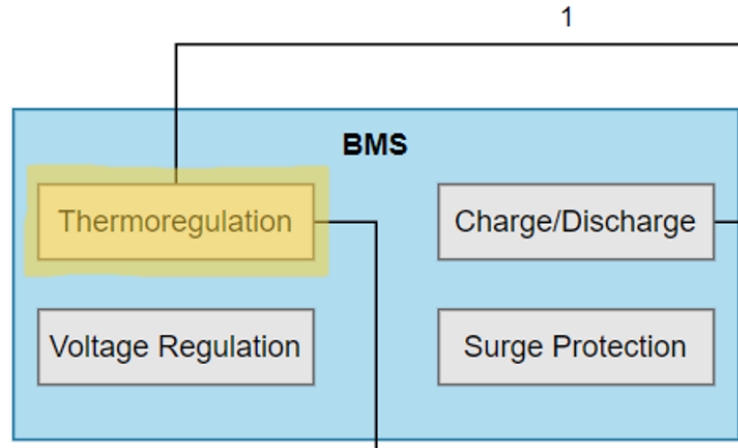 1
BMS
Thermoregulation
Charge/Discharge
Voltage Regulation
Surge Protection